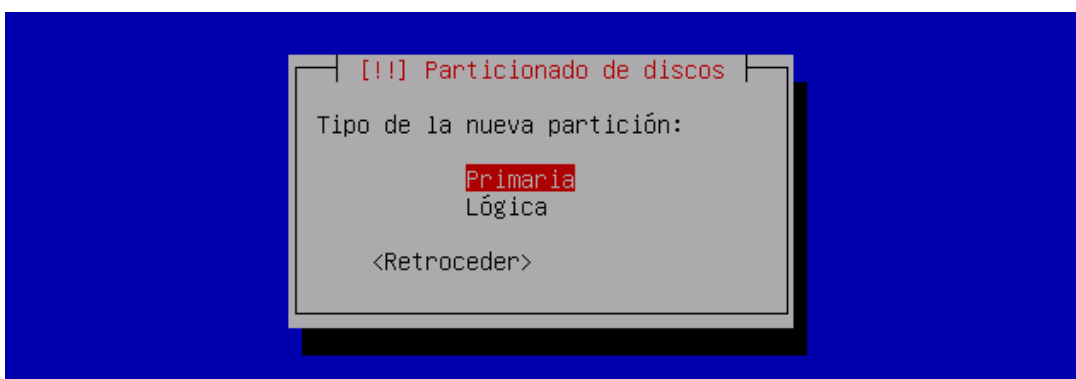 [!!] Particionado de discos
Tipo de la nueva partición:
Primaria
Lógica
<Retroceder>